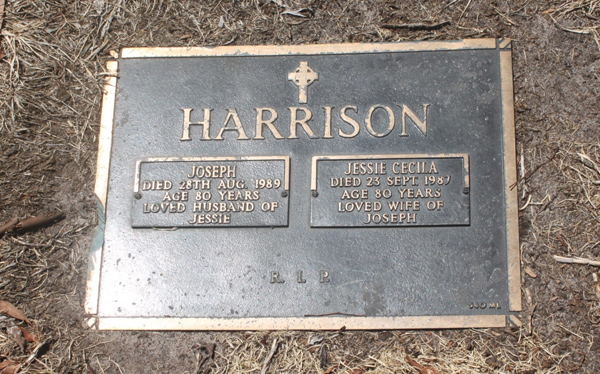 HARRISON
JOSEPH
DIED 28TH AUG. 1989
AGE 80 YEARS
LOVED HUSBAND OF
JESSIE
JESSIE CECILA
DIED 23 SEPT. 1987
AGE 80 YEARS
LOVED WIFE OF
JOSEPH
R. I. P.